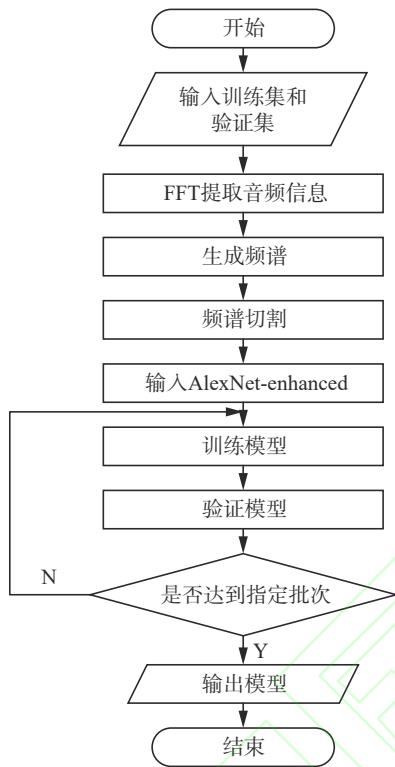 开始
输入训练集和
验证集
FFT提取音频信息
生成频谱
频谱切割
输入AlexNet-enhanced
训练模型
验证模型
N
是否达到指定批次
Y
输出模型
结束